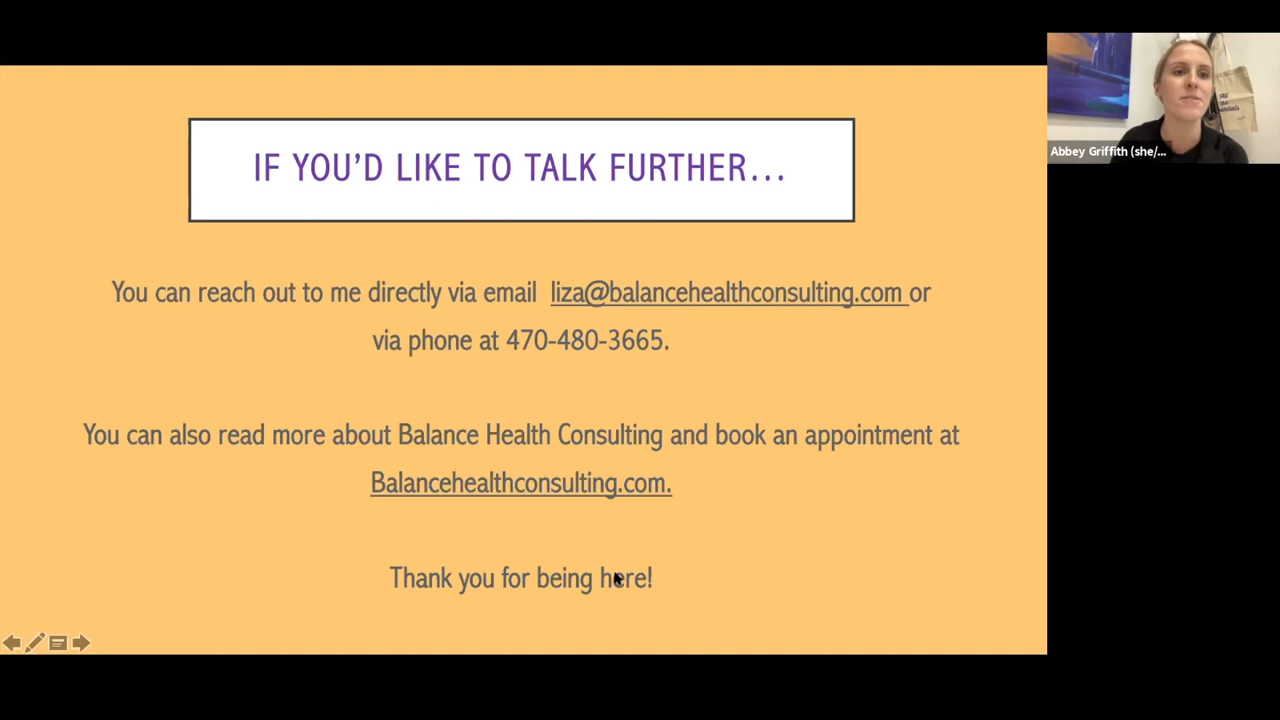 IF YOU’D LIKE TO TALK FURTHER…
You can reach out to me directly via email liza@balancehealthconsulting.com or
via phone at 470-480-3665.
You can also read more about Balance Health Consulting and book an appointment at
Balancehealthconsulting.com.
Thank you for being here!
Abbey Griffith (she/...